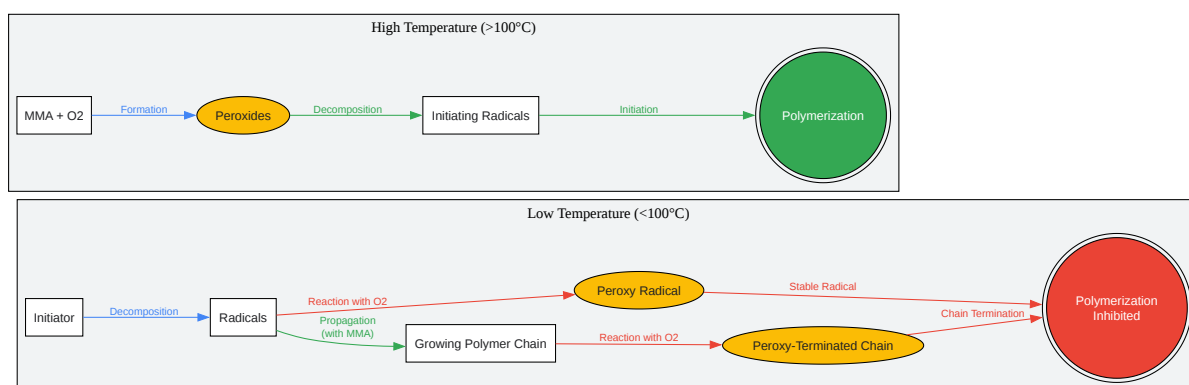 High Temperature (>100°C)
MMA + O2
Formation
Peroxides
Decomposition
Initiating Radicals
Initiation
Polymerization
Low Temperature (<100°C)
Initiator
Decomposition
Radicals
Reaction with O2
Peroxy Radical
Stable Radical
Propagation
(with MMA)
Growing Polymer Chain
Reaction with O2
Peroxy-Terminated Chain
Chain Termination
Polymerization
Inhibited